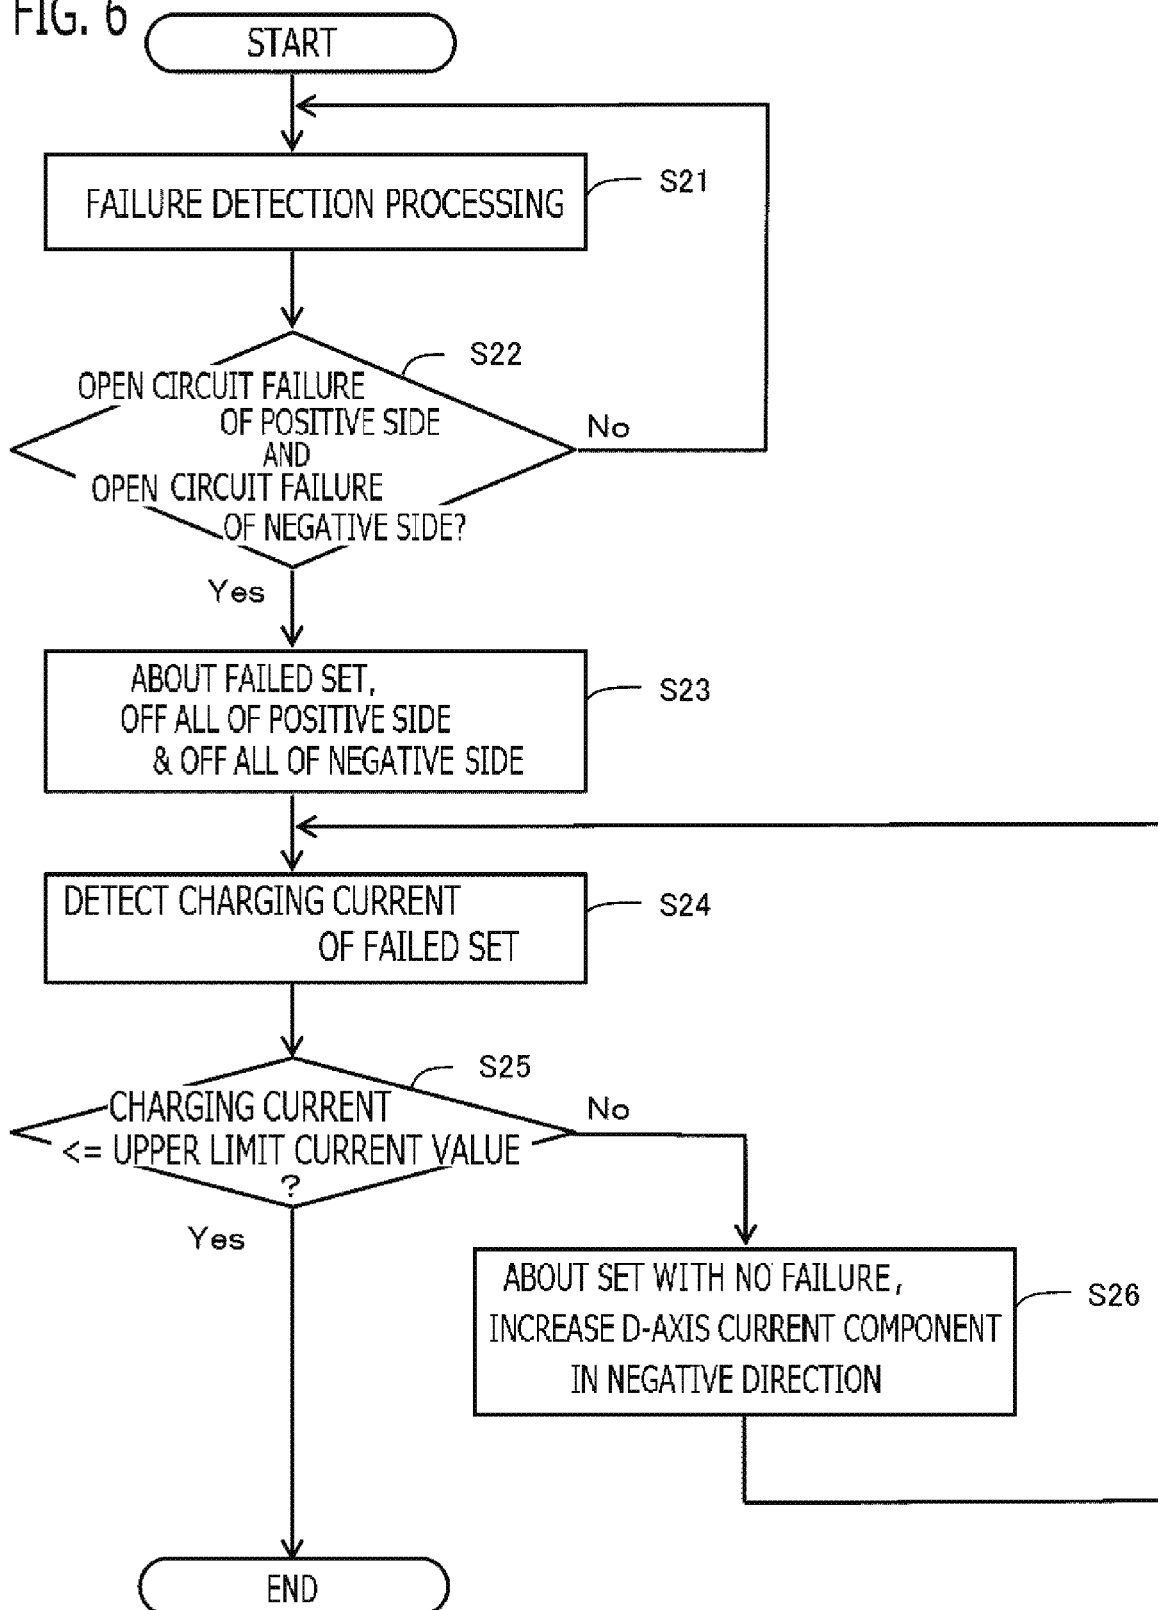 FIG. 6
START
FAILURE DETECTION PROCESSING
S21
S22
OPEN CIRCUIT FAILURE
OF POSITIVE SIDE
AND
OPEN CIRCUIT FAILURE
OF NEGATIVE SIDE?
No
Yes
ABOUT FAILED SET,
OFF ALL OF POSITIVE SIDE
& OFF ALL OF NEGATIVE SIDE
S23
DETECT CHARGING CURRENT
OF FAILED SET
S24
S25
CHARGING CURRENT
<= UPPER LIMIT CURRENT VALUE
?
No
Yes
ABOUT SET WITH NO FAILURE,
INCREASE D-AXIS CURRENT COMPONENT
IN NEGATIVE DIRECTION
S26
END